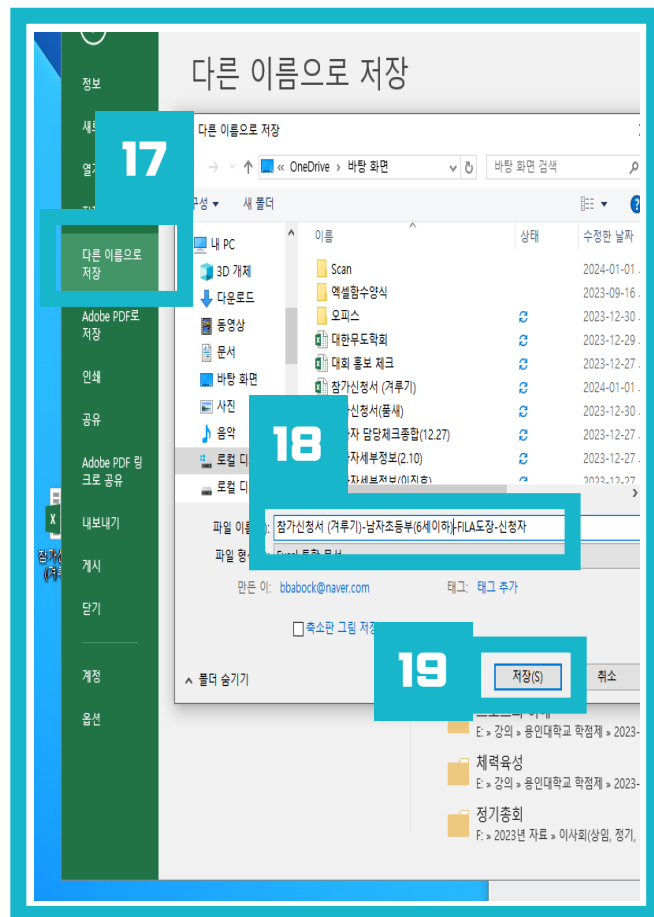 다른 이름으로 저장
정보
17
다른 이름으로
저장
Adobe PDF로
저장
인쇄
공유
Adobe PDF 링
크로 공유
내보내기
게시
닫기
계정
옵션
다른 이름으로 저장
« OneDrive › 바탕 화면
바탕 화면 검색
새 폴더
이름
상태
수정한 날짜
내 PC
3D 개체
다운로드
동영상
문서
바탕 화면
사진
음악
로컬 디
로컬 디
Scan
2024-01-01
엑셀함수양식
2023-09-16
오피스
2023-12-30
대한무도학회
2023-12-29
대회 홍보 체크
2023-12-27
참가신청서 (겨루기)
2024-01-01
신청서(품새)
2023-12-30
자 담당체크종합(12.27)
2023-12-27
자세부정보(2.10)
2023-12-27
18
파일 이
참가신청서 (겨루기)-남자초등부(6세이하)-FILA도장-신청자
파일 형
만든 이: bbabock@naver.com
태그: 태그 추가
축소판 그림 저
19
폴더 숨기기
저장(S)
취소
E: » 강의 » 용인대학교 학점제 » 2023-
체력육성
E: » 강의 » 용인대학교 학점제 » 2023-
정기총회
F: » 2023년 자료 » 이사회(상임, 정기,